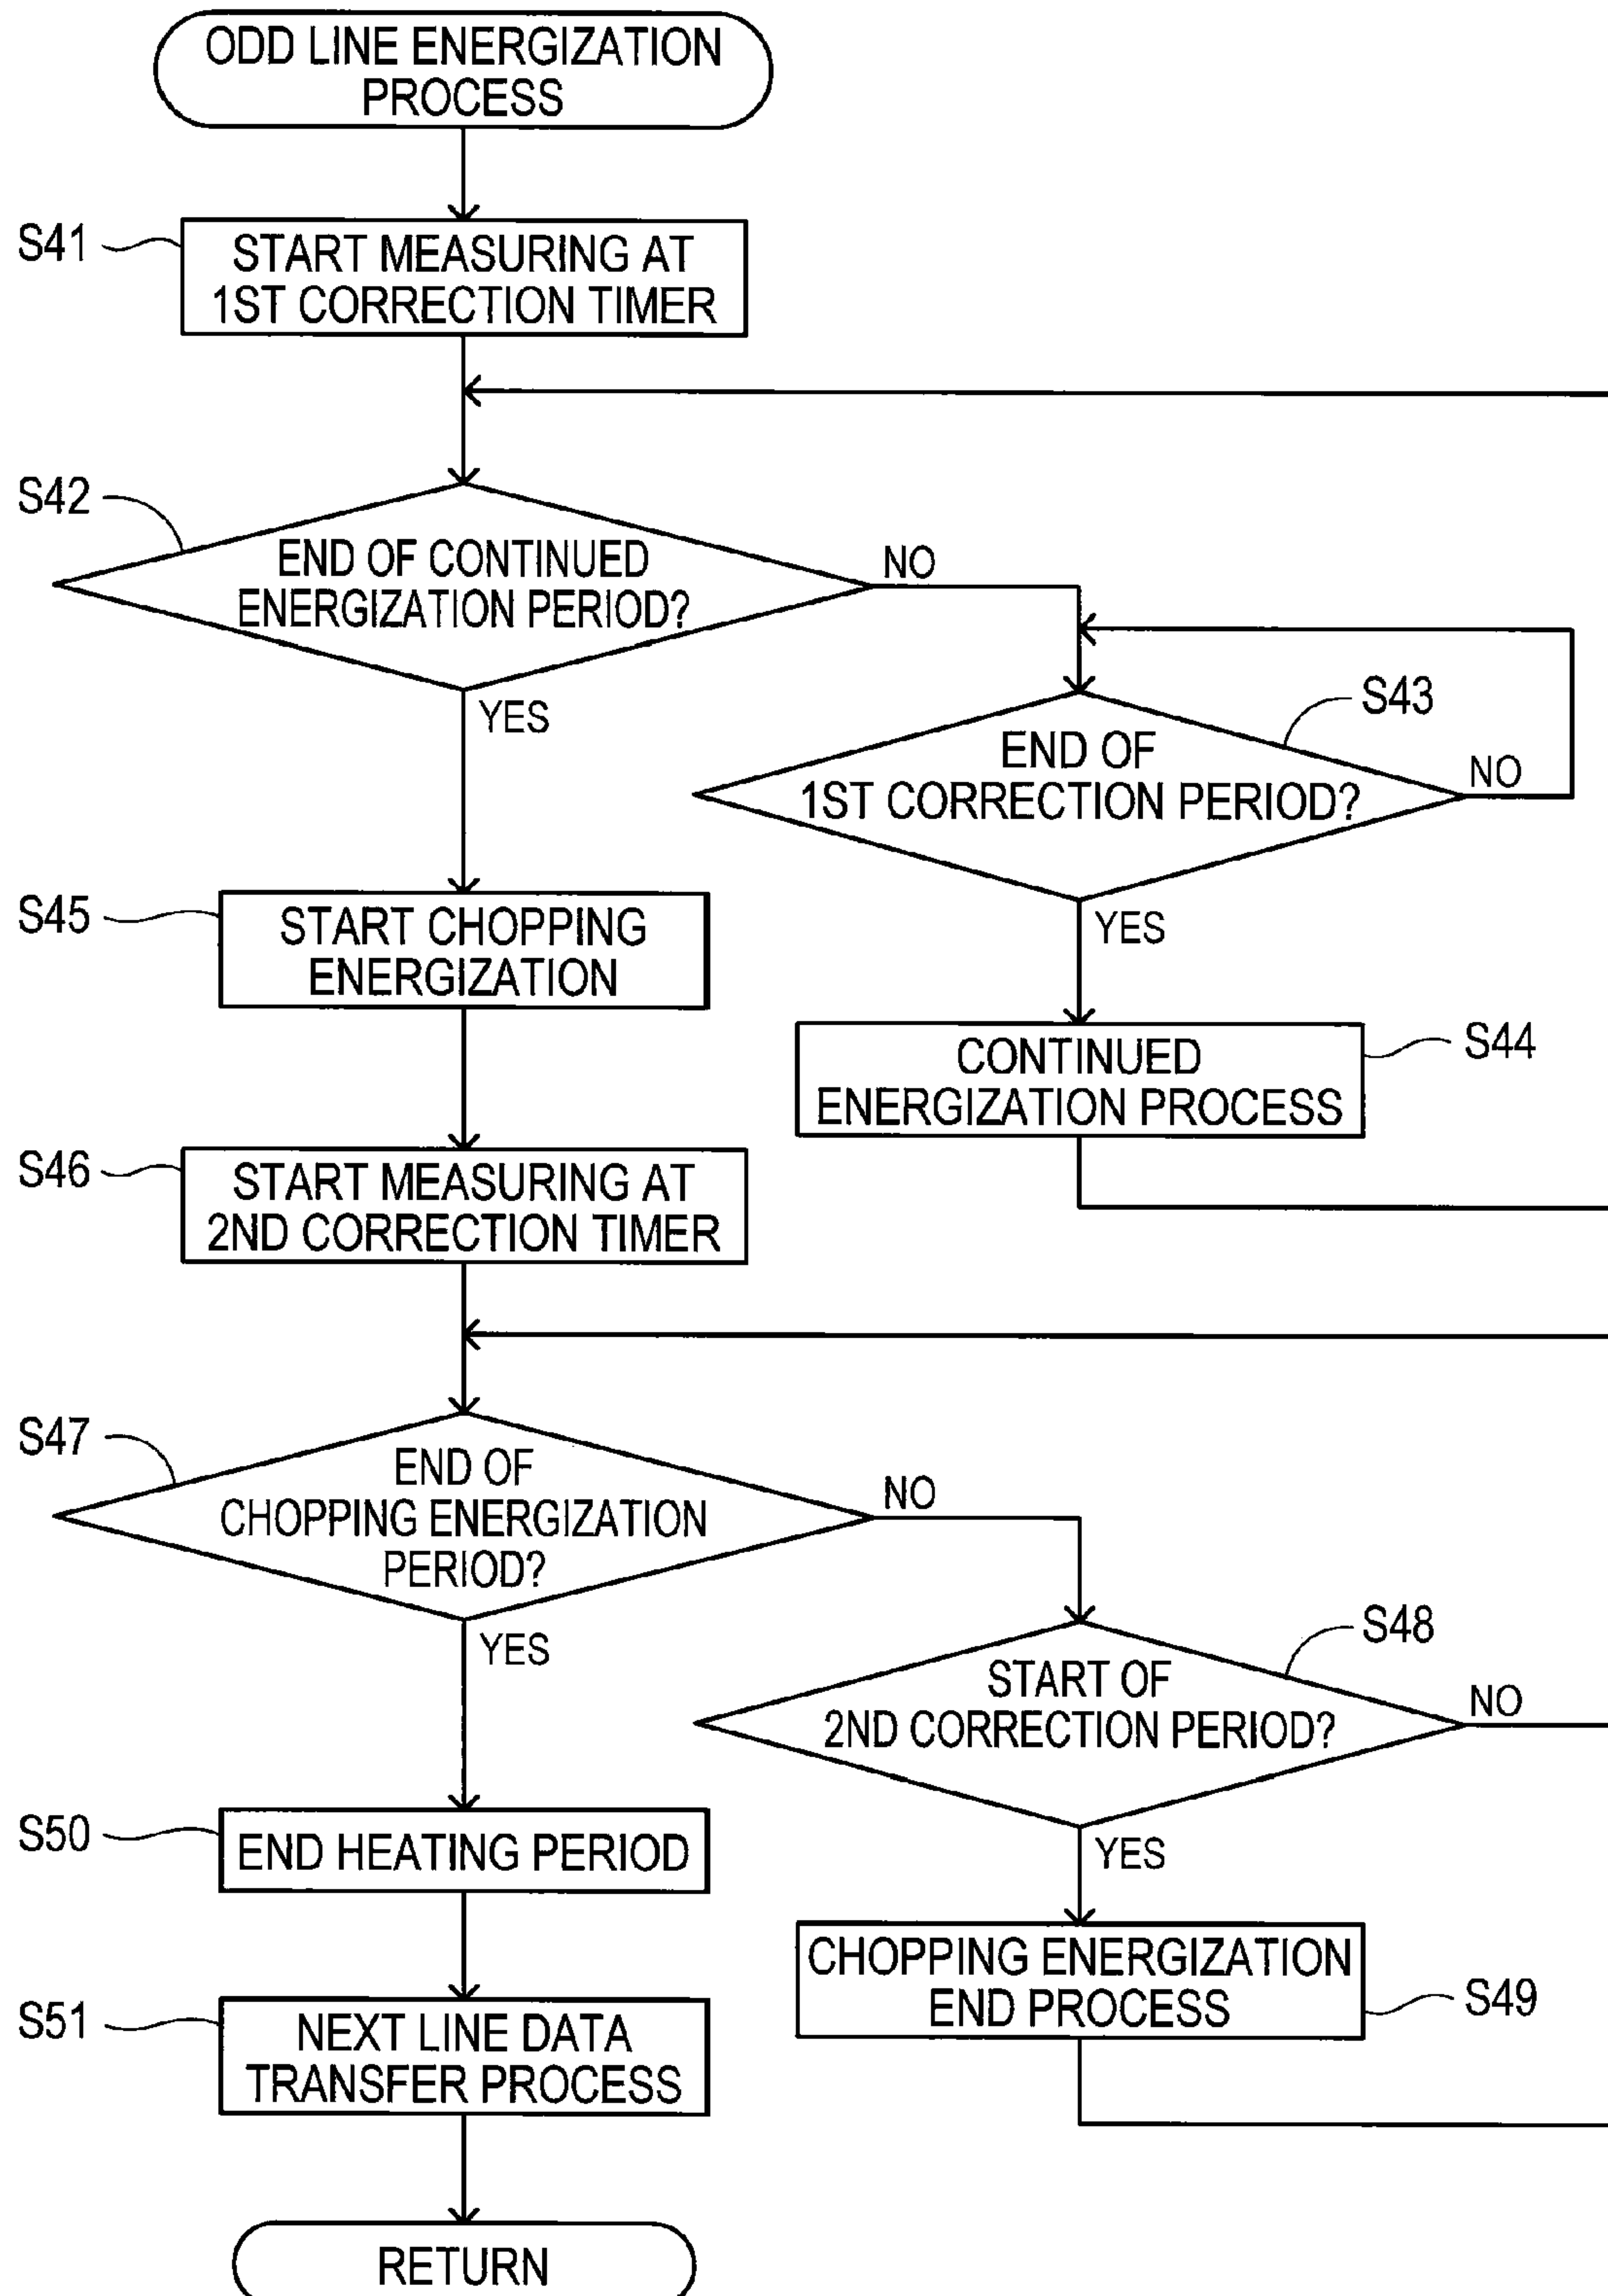 ODD LINE ENERGIZATION
PROCESS
S41
START MEASURING AT
1ST CORRECTION TIMER
S42
END OF CONTINUED
ENERGIZATION PERIOD?
NO
YES
S43
END OF
1ST CORRECTION PERIOD?
NO
YES
S44
CONTINUED
ENERGIZATION PROCESS
S45
START CHOPPING
ENERGIZATION
S46
START MEASURING AT
2ND CORRECTION TIMER
S47
END OF
CHOPPING ENERGIZATION
PERIOD?
NO
YES
S48
START OF
2ND CORRECTION PERIOD?
NO
YES
S49
CHOPPING ENERGIZATION
END PROCESS
S50
END HEATING PERIOD
S51
NEXT LINE DATA
TRANSFER PROCESS
RETURN